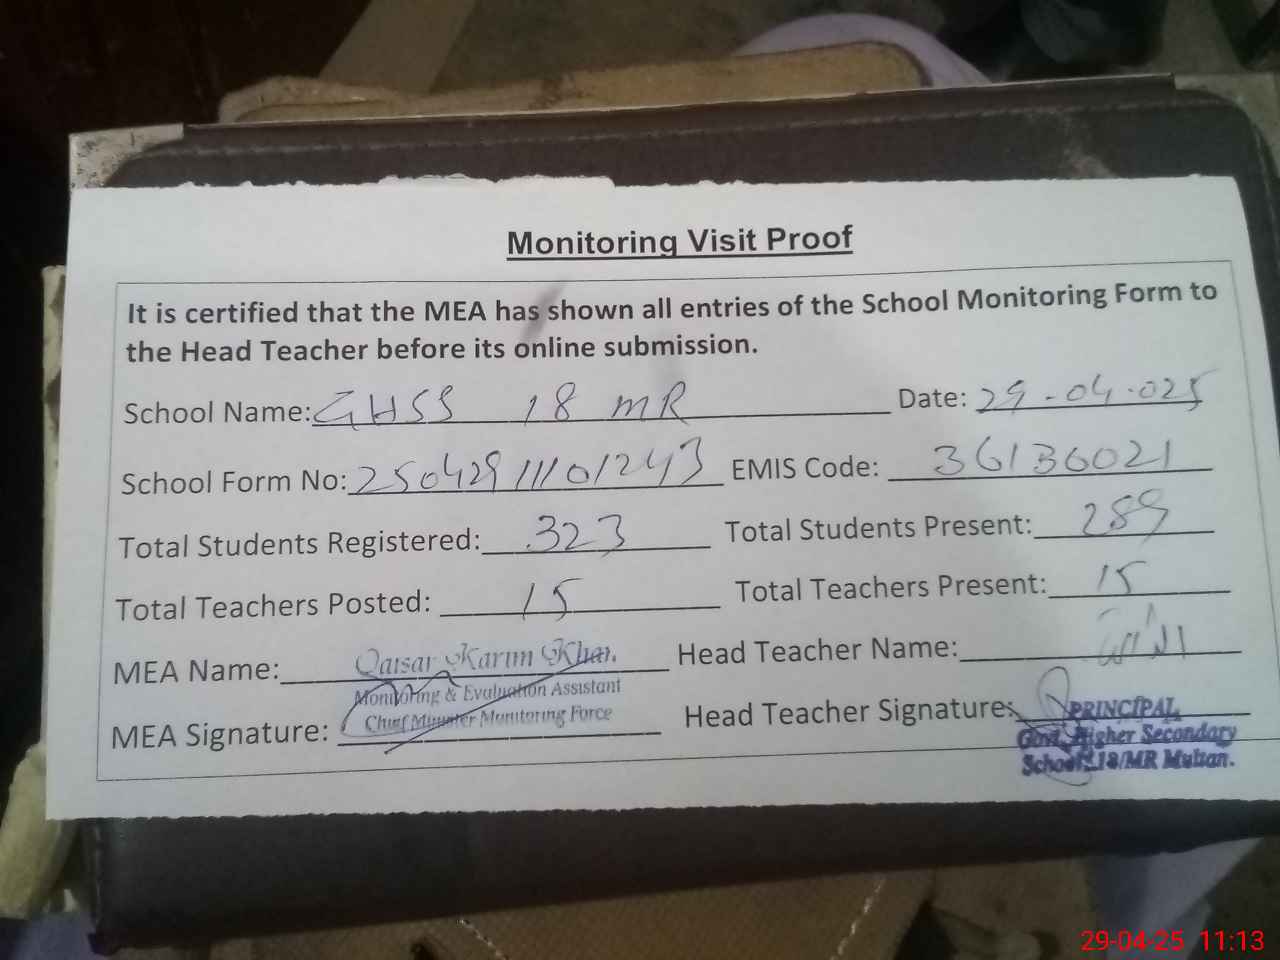 Monitoring Visit Proof
It is certified that the MEA has shown all entries of the School Monitoring Form to
the Head Teacher before its online submission.
School Name: GHSS 18 MR Date: 29-04-025
School Form No: 25042911101243 EMIS Code: 36136021
Total Students Registered: 323 Total Students Present: 289
Total Teachers Posted: 15 Total Teachers Present: 15
MEA Name: Qaisar Karim Khan Head Teacher Name:
Monitoring & Evaluation Assistant
Chief Minister Monitoring Force
MEA Signature: Head Teacher Signature:
PRINCIPAL
Govt. Higher Secondary
School 18/MR Multan.
29-04-25 11:13